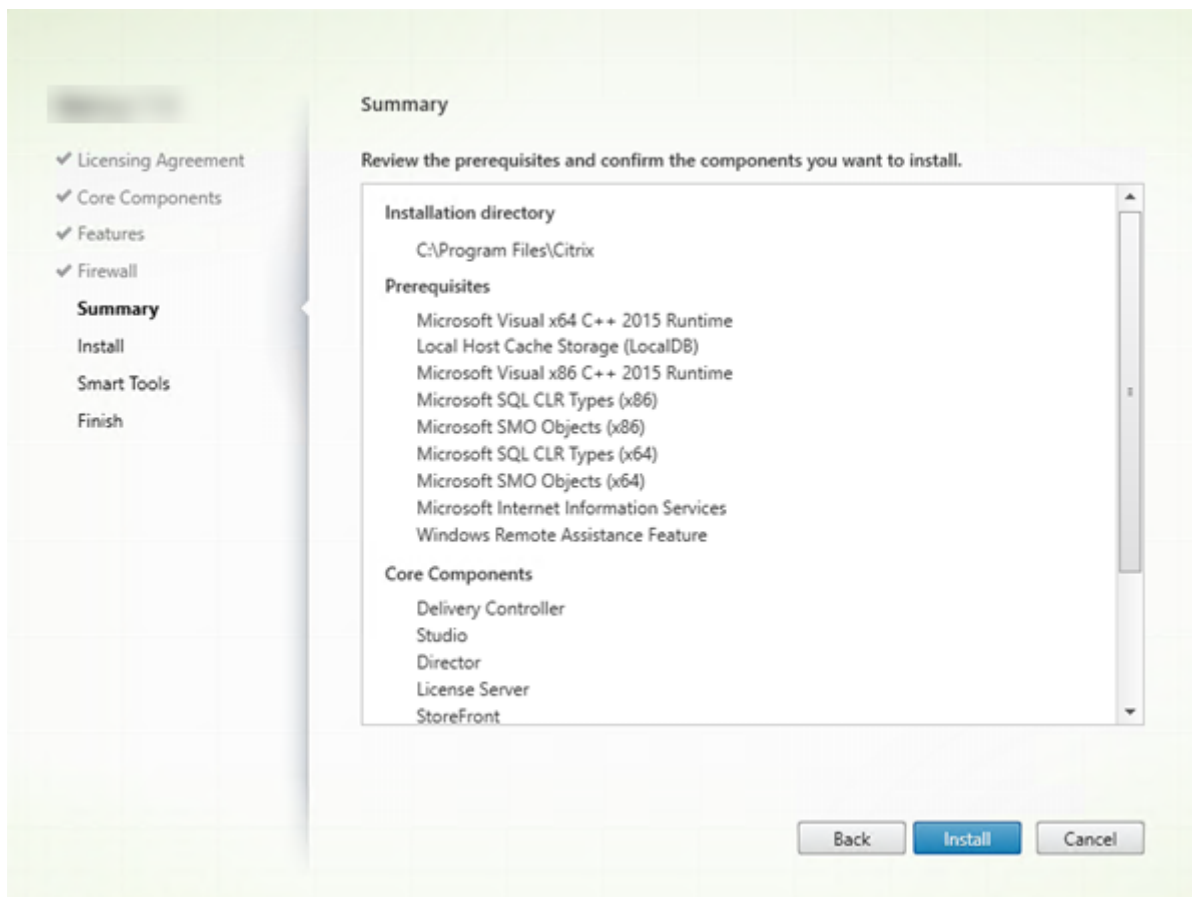 Licensing Agreement
Core Components
Features
Firewall
Summary
Install
Smart Tools
Finish
Summary
Review the prerequisites and confirm the components you want to install.
Installation directory
C:\Program Files\Citrix
Prerequisites
Microsoft Visual x64 C++ 2015 Runtime
Local Host Cache Storage (LocalDB)
Microsoft Visual x86 C++ 2015 Runtime
Microsoft SQL CLR Types (x86)
Microsoft SMO Objects (x86)
Microsoft SQL CLR Types (x64)
Microsoft SMO Objects (x64)
Microsoft Internet Information Services
Windows Remote Assistance Feature
Core Components
Delivery Controller
Studio
Director
License Server
StoreFront
Back
Install
Cancel